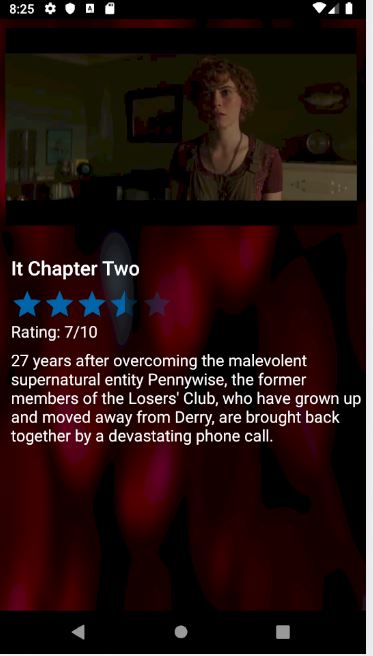 8:25
It Chapter Two
Rating: 7/10
27 years after overcoming the malevolent
supernatural entity Pennywise, the former
members of the Losers' Club, who have grown up
and moved away from Derry, are brought back
together by a devastating phone call.